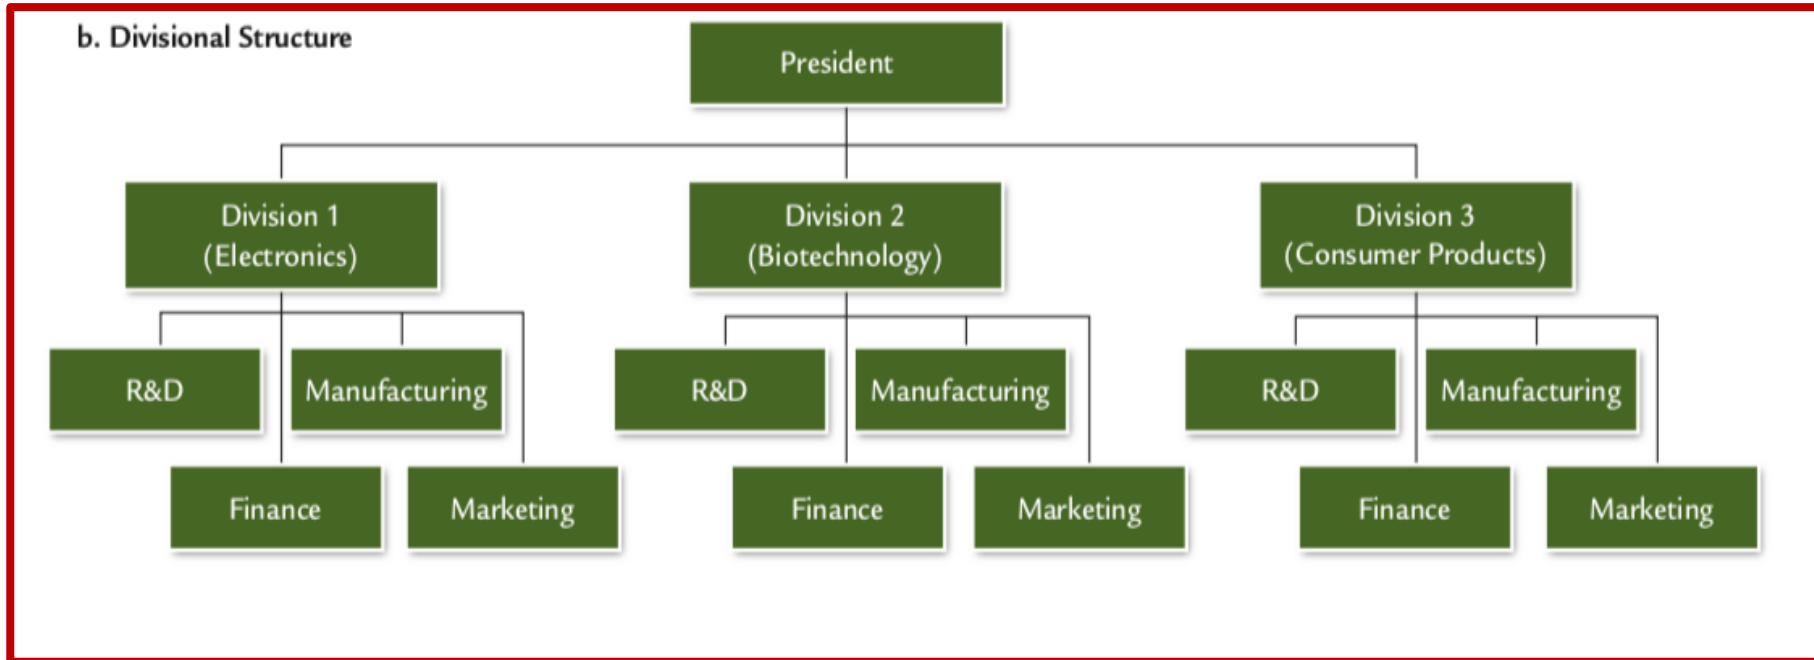 b. Divisional Structure
President
Division 1
(Electronics)
Division 2
(Biotechnology)
Division 3
(Consumer Products)
R&D
Manufacturing
Finance
Marketing
R&D
Manufacturing
Finance
Marketing
R&D
Manufacturing
Finance
Marketing